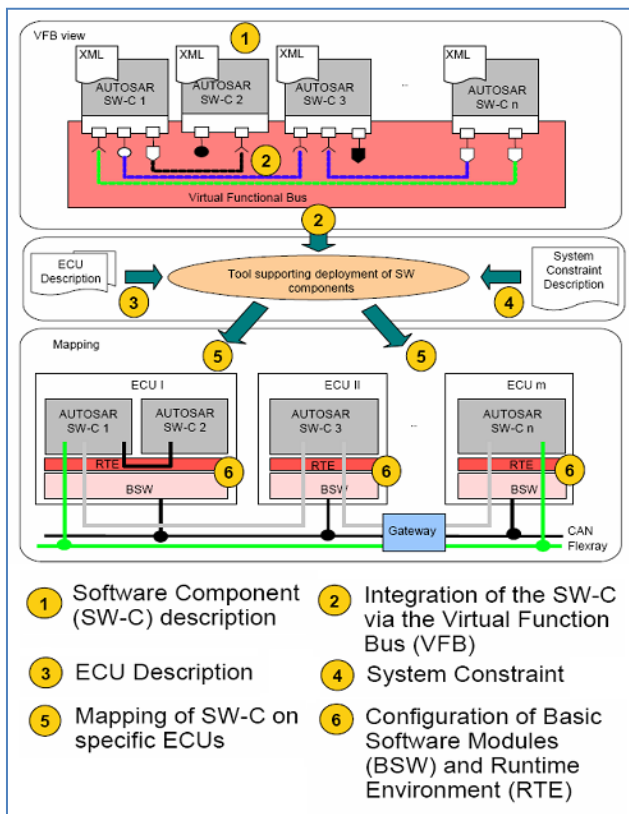 VFB view
1
XML
XML
XML
XML
AUTOSAR
SW-C 1
AUTOSAR
SW-C 2
AUTOSAR
SW-C 3
..
AUTOSAR
SW-C n
2
Virtual Functional Bus
2
ECU
Description
3
Tool supporting deployment of SW
components
4
System
Constraint
Description
Mapping
5
5
ECU I
AUTOSAR
SW-C 1
AUTOSAR
SW-C 2
RTE
BSW
6
ECU II
AUTOSAR
SW-C 3
RTE
BSW
6
..
ECU m
AUTOSAR
SW-C n
RTE
BSW
6
Gateway
CAN
Flexray
1 Software Component
(SW-C) description
2 Integration of the SW-C
via the Virtual Function
Bus (VFB)
3 ECU Description
4 System Constraint
5 Mapping of SW-C on
specific ECUs
6 Configuration of Basic
Software Modules
(BSW) and Runtime
Environment (RTE)